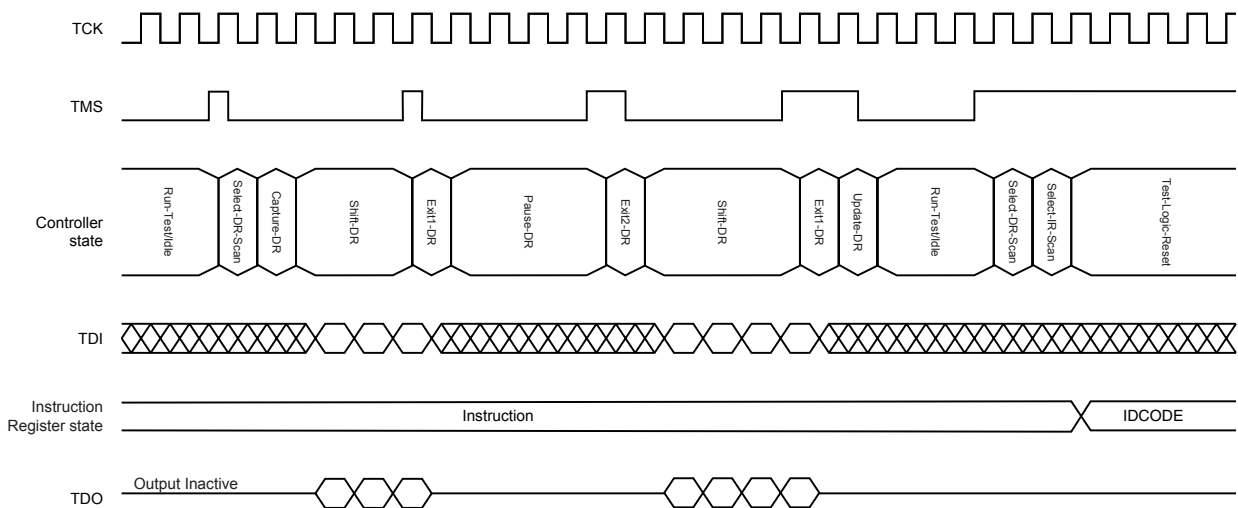 TCK
TMS
Controller
state
Run-Test/Idle
Select-DR-Scan
Capture-DR
Shift-DR
Exit1-DR
Pause-DR
Exit2-DR
Shift-DR
Exit1-DR
Update-DR
Run-Test/Idle
Select-DR-Scan
Select-IR-Scan
Test-Logic-Reset
TDI
Instruction
Register state
Instruction
IDCODE
TDO
Output Inactive